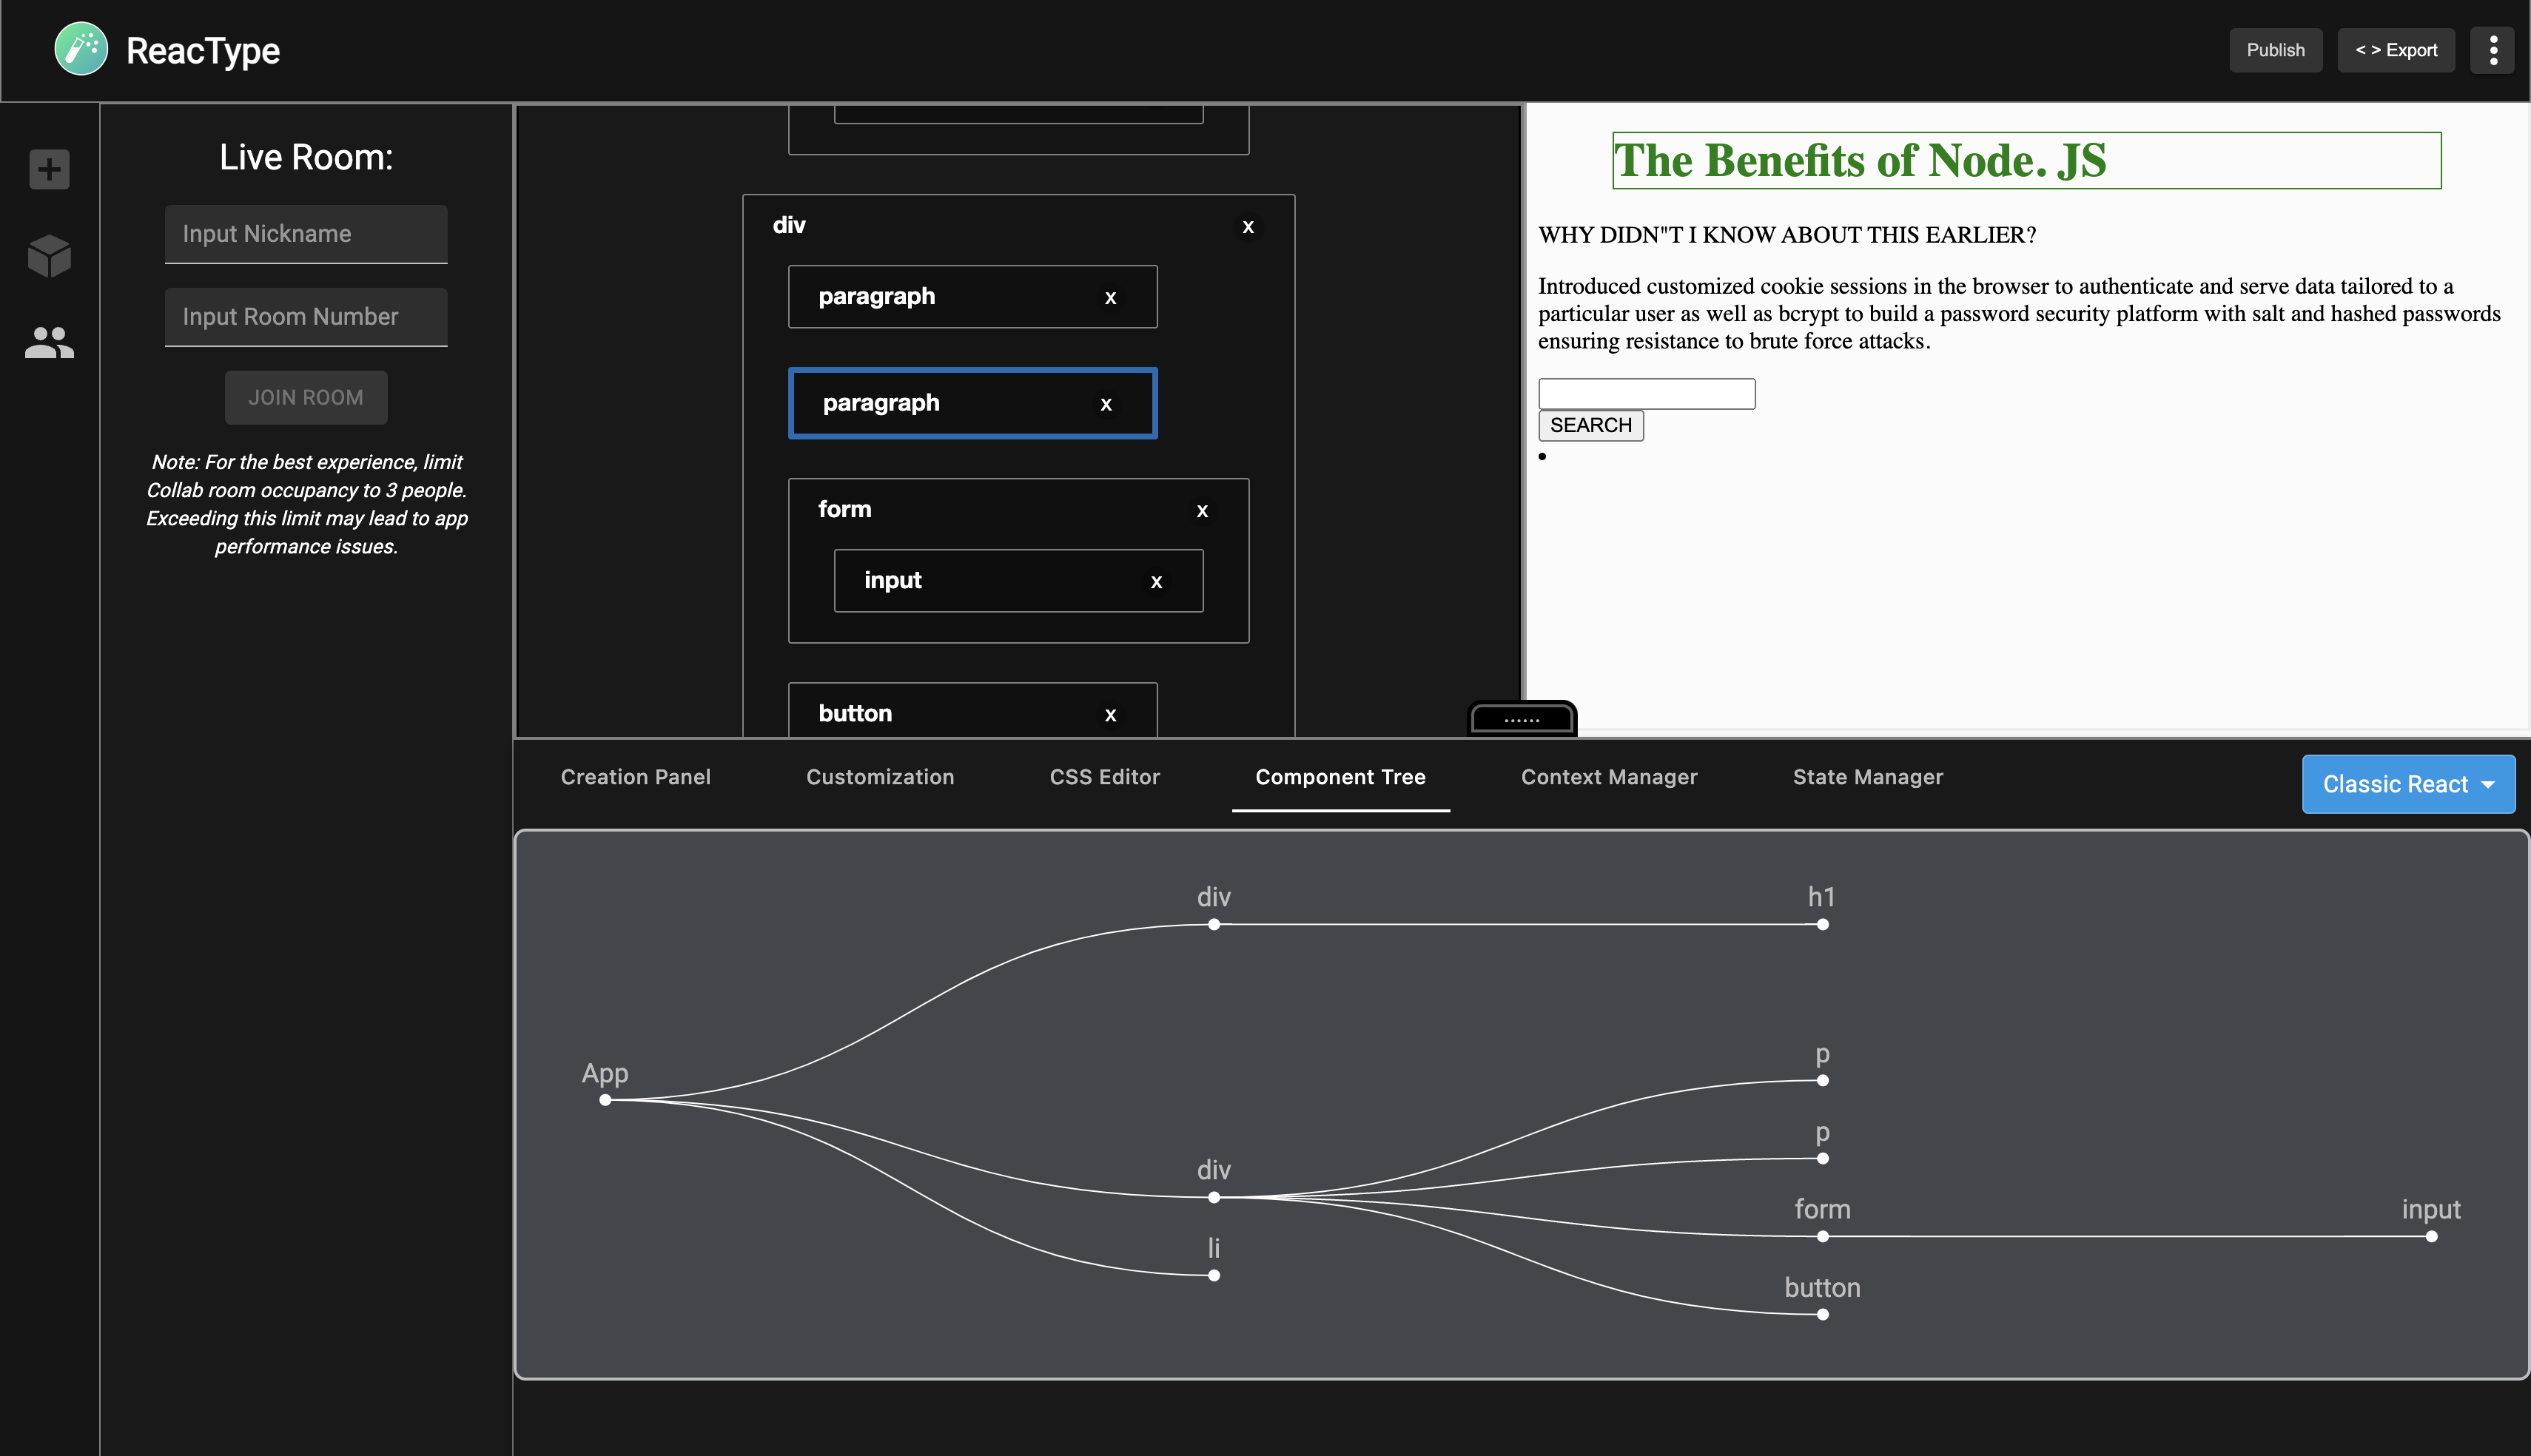 ReacType
Publish
< > Export
Live Room:
Input Nickname
Input Room Number
JOIN ROOM
Note: For the best experience, limit
Collab room occupancy to 3 people.
Exceeding this limit may lead to app
performance issues.
div x
paragraph x
paragraph x
form x
input x
button x
The Benefits of Node. JS
WHY DIDN"T I KNOW ABOUT THIS EARLIER?
Introduced customized cookie sessions in the browser to authenticate and serve data tailored to a
particular user as well as bcrypt to build a password security platform with salt and hashed passwords
ensuring resistance to brute force attacks.
SEARCH
Creation Panel
Customization
CSS Editor
Component Tree
Context Manager
State Manager
Classic React
div
h1
App
p
p
div
form
input
li
button